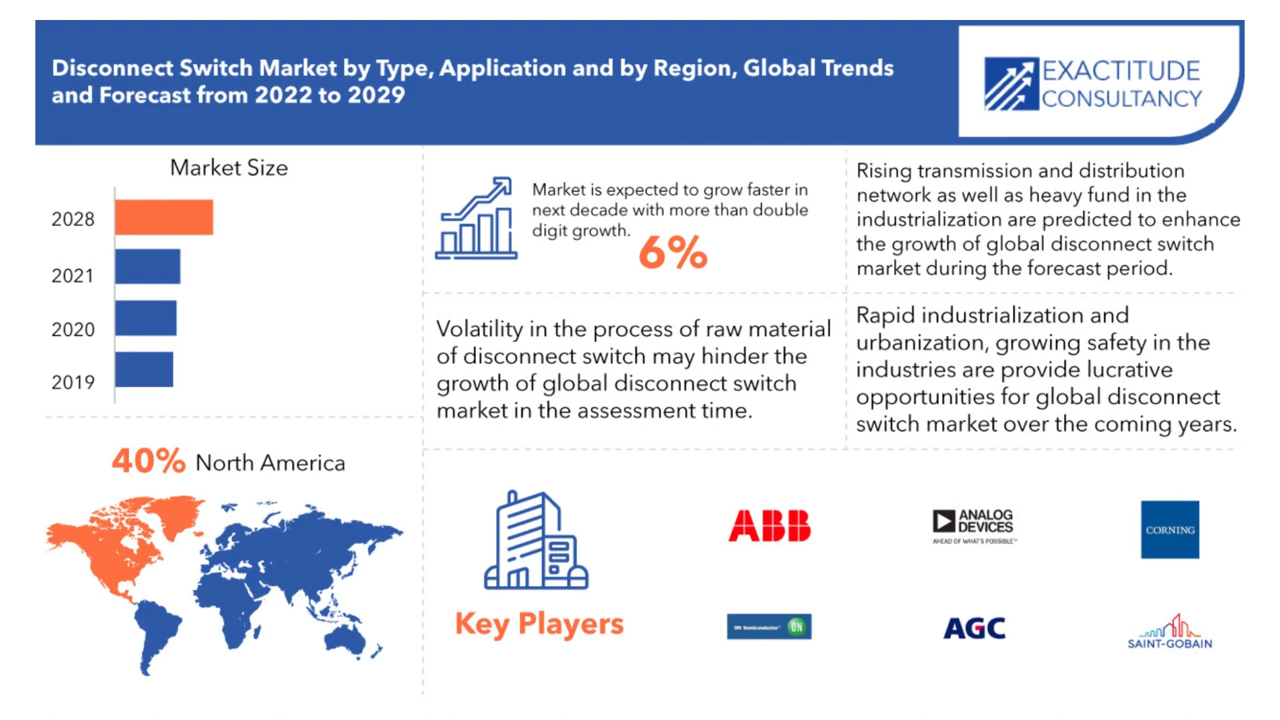 Disconnect Switch Market by Type, Application and by Region, Global Trends
and Forecast from 2022 to 2029
EXACTITUDE
CONSULTANCY
Market Size
2028
2021
2020
2019
Market is expected to grow faster in
next decade with more than double
digit growth.
6%
Rising transmission and distribution
network as well as heavy fund in the
industrialization are predicted to enhance
the growth of global disconnect switch
market during the forecast period.
Volatility in the process of raw material
of disconnect switch may hinder the
growth of global disconnect switch
market in the assessment time.
Rapid industrialization and
urbanization, growing safety in the
industries are provide lucrative
opportunities for global disconnect
switch market over the coming years.
40% North America
Key Players
ABB
ANALOG
DEVICES
AHEAD OF WHAT'S POSSIBLE™
CORNING
ON Semiconductor™ ON
AGC
SAINT-GOBAIN